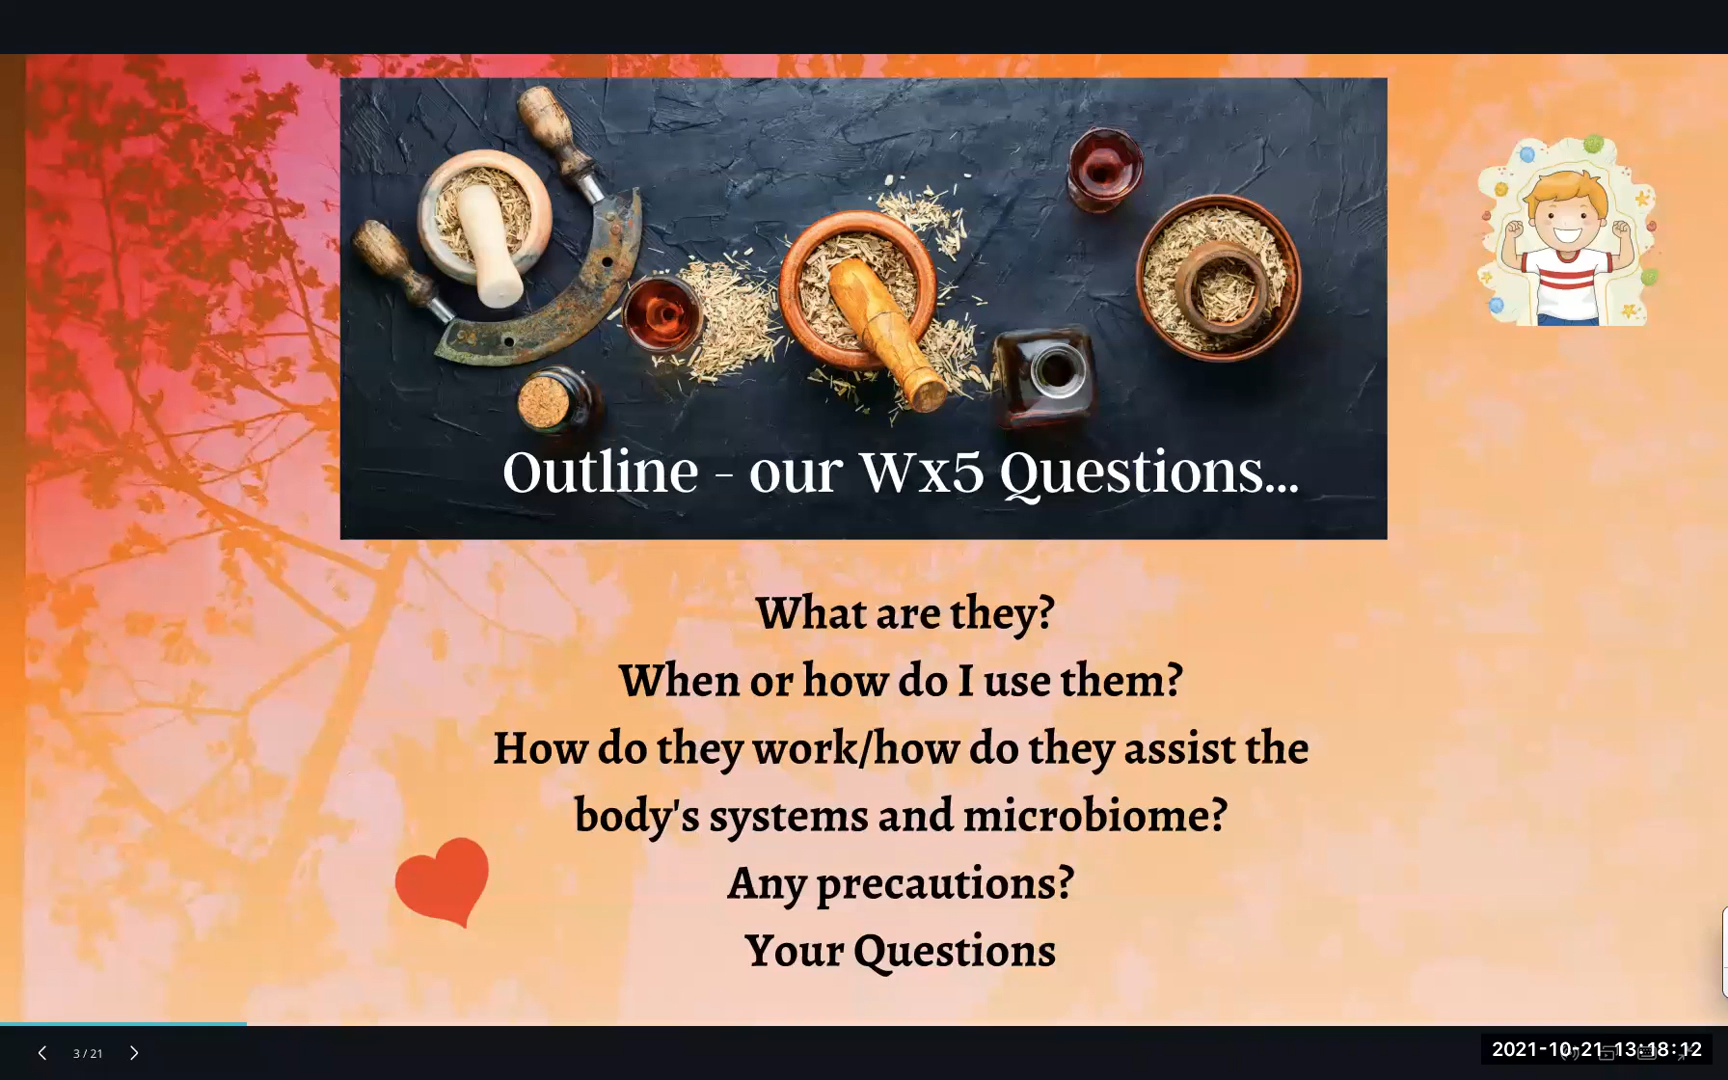 Outline - our Wx5 Questions...
What are they?
When or how do I use them?
How do they work/how do they assist the
body's systems and microbiome?
Any precautions?
Your Questions
3 / 21
2021-10-21 13:18:12